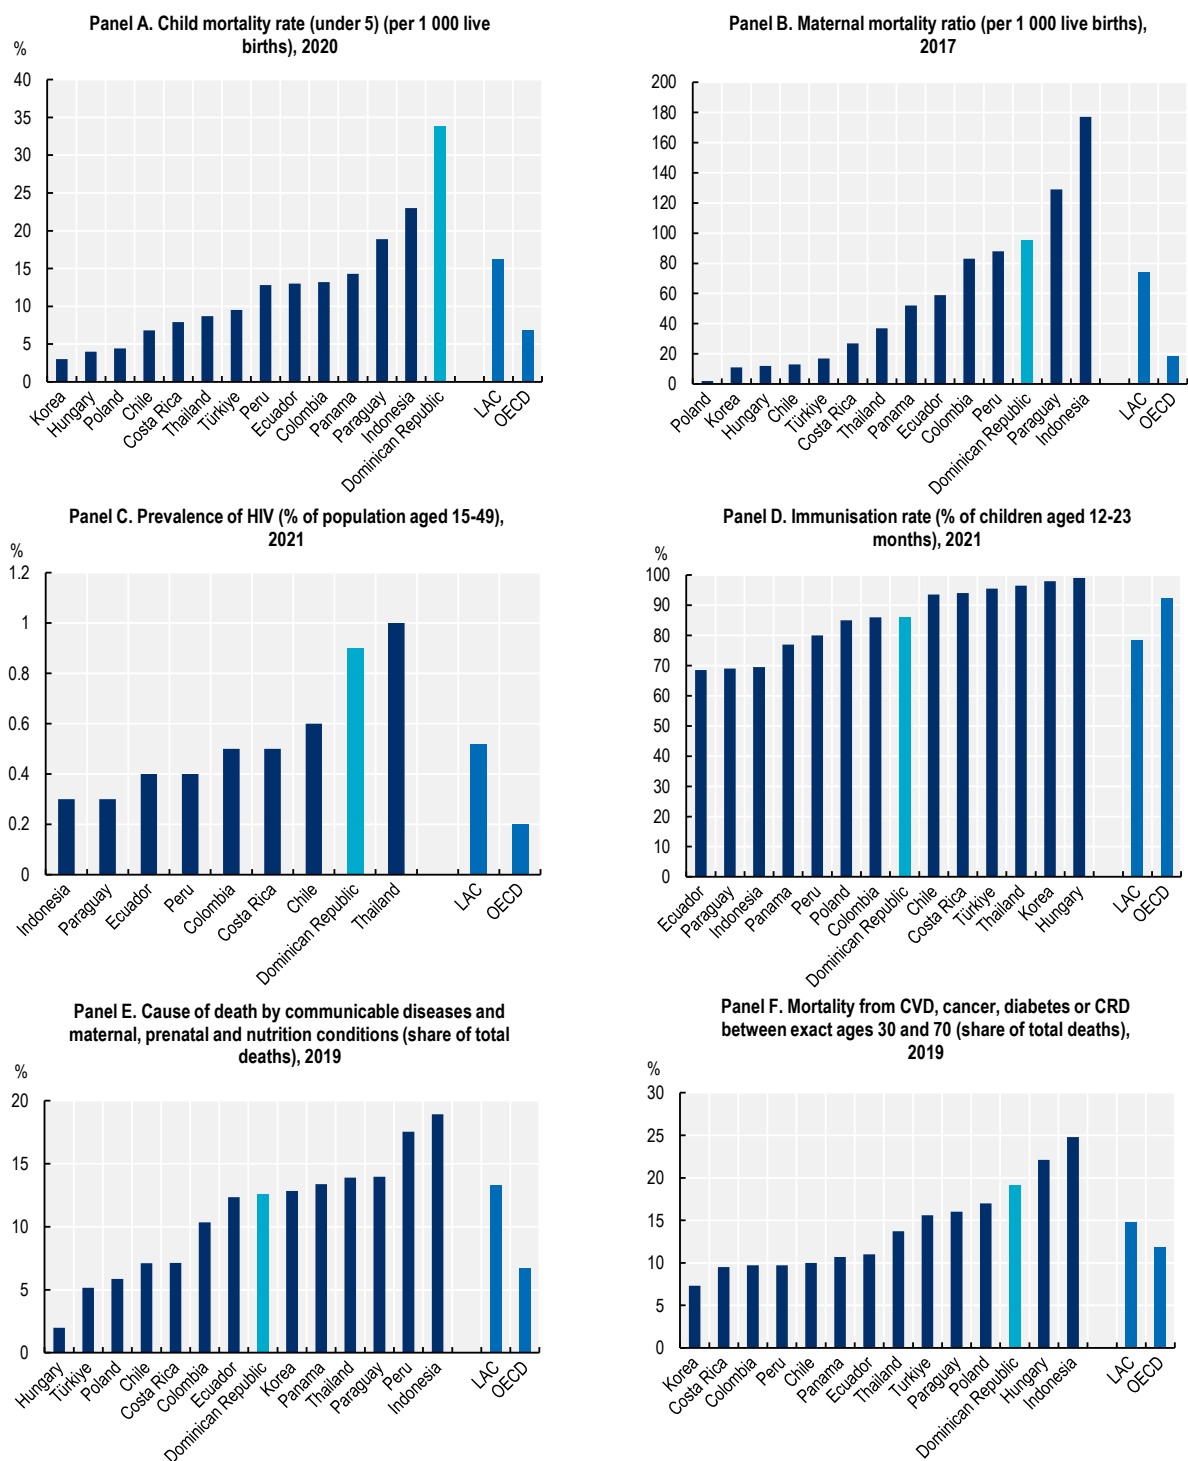 Panel A. Child mortality rate (under 5) (per 1 000 live
births), 2020
%
40
35
30
25
20
15
10
5
0
Korea
Hungary
Poland
Chile
Costa Rica
Thailand
Türkiye
Peru
Ecuador
Colombia
Panama
Paraguay
Indonesia
Dominican Republic
LAC
OECD
Panel B. Maternal mortality ratio (per 1 000 live births),
2017
200
180
160
140
120
100
80
60
40
20
0
Poland
Korea
Hungary
Chile
Türkiye
Costa Rica
Thailand
Panama
Ecuador
Colombia
Peru
Dominican Republic
Paraguay
Indonesia
LAC
OECD
Panel C. Prevalence of HIV (% of population aged 15-49),
2021
%
1.2
1
0.8
0.6
0.4
0.2
0
Indonesia
Paraguay
Ecuador
Peru
Colombia
Costa Rica
Chile
Dominican Republic
Thailand
LAC
OECD
Panel D. Immunisation rate (% of children aged 12-23
months), 2021
%
100
90
80
70
60
50
40
30
20
10
0
Ecuador
Paraguay
Indonesia
Panama
Peru
Poland
Colombia
Dominican Republic
Chile
Costa Rica
Türkiye
Thailand
Korea
Hungary
LAC
OECD
Panel E. Cause of death by communicable diseases and
maternal, prenatal and nutrition conditions (share of total
deaths), 2019
%
20
15
10
5
0
Hungary
Türkiye
Poland
Chile
Costa Rica
Colombia
Ecuador
Dominican Republic
Korea
Panama
Thailand
Paraguay
Peru
Indonesia
LAC
OECD
Panel F. Mortality from CVD, cancer, diabetes or CRD
between exact ages 30 and 70 (share of total deaths),
2019
%
30
25
20
15
10
5
0
Korea
Costa Rica
Colombia
Peru
Chile
Panama
Ecuador
Thailand
Turkiye
Paraguay
Poland
Dominican Republic
Hungary
Indonesia
LAC
OECD